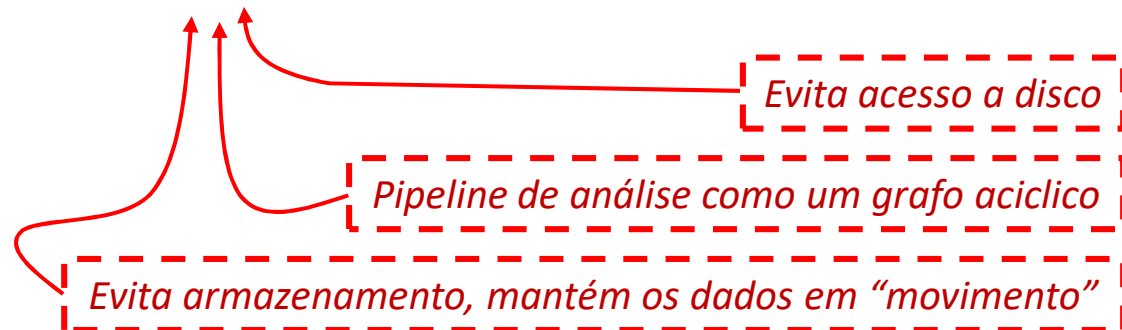 Evita acesso a disco
Pipeline de análise como um grafo aciclico
Evita armazenamento, mantém os dados em “movimento”